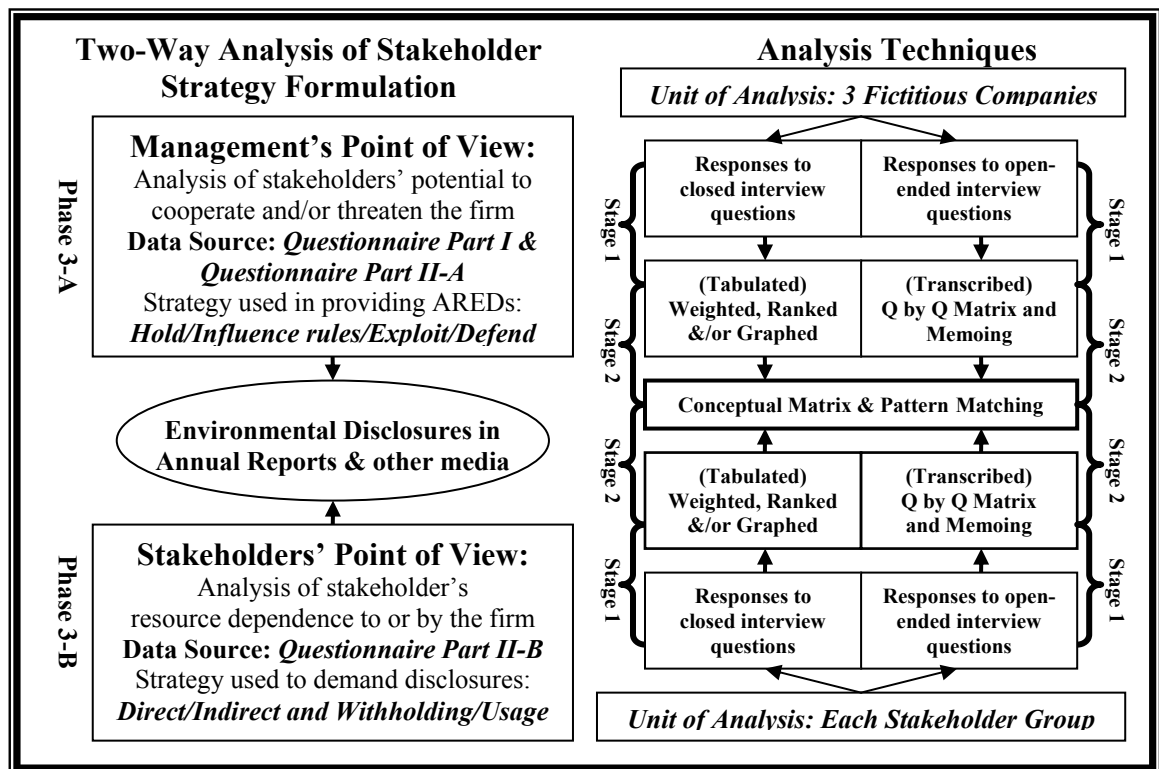 Two-Way Analysis of Stakeholder
Strategy Formulation
Phase 3-A
Management’s Point of View:
Analysis of stakeholders’ potential to
cooperate and/or threaten the firm
Data Source: Questionnaire Part I &
Questionnaire Part II-A
Strategy used in providing AREDs:
Hold/Influence rules/Exploit/Defend
Environmental Disclosures in
Annual Reports & other media
Phase 3-B
Stakeholders’ Point of View:
Analysis of stakeholder’s
resource dependence to or by the firm
Data Source: Questionnaire Part II-B
Strategy used to demand disclosures:
Direct/Indirect and Withholding/Usage
Analysis Techniques
Unit of Analysis: 3 Fictitious Companies
Stage 1
Responses to
closed interview
questions
Responses to open-
ended interview
questions
Stage 1
Stage 2
(Tabulated)
Weighted, Ranked
&/or Graphed
(Transcribed)
Q by Q Matrix and
Memoing
Stage 2
Conceptual Matrix & Pattern Matching
Stage 2
(Tabulated)
Weighted, Ranked
&/or Graphed
(Transcribed)
Q by Q Matrix
and Memoing
Stage 2
Stage 1
Responses to
closed interview
questions
Responses to open-
ended interview
questions
Stage 1
Unit of Analysis: Each Stakeholder Group